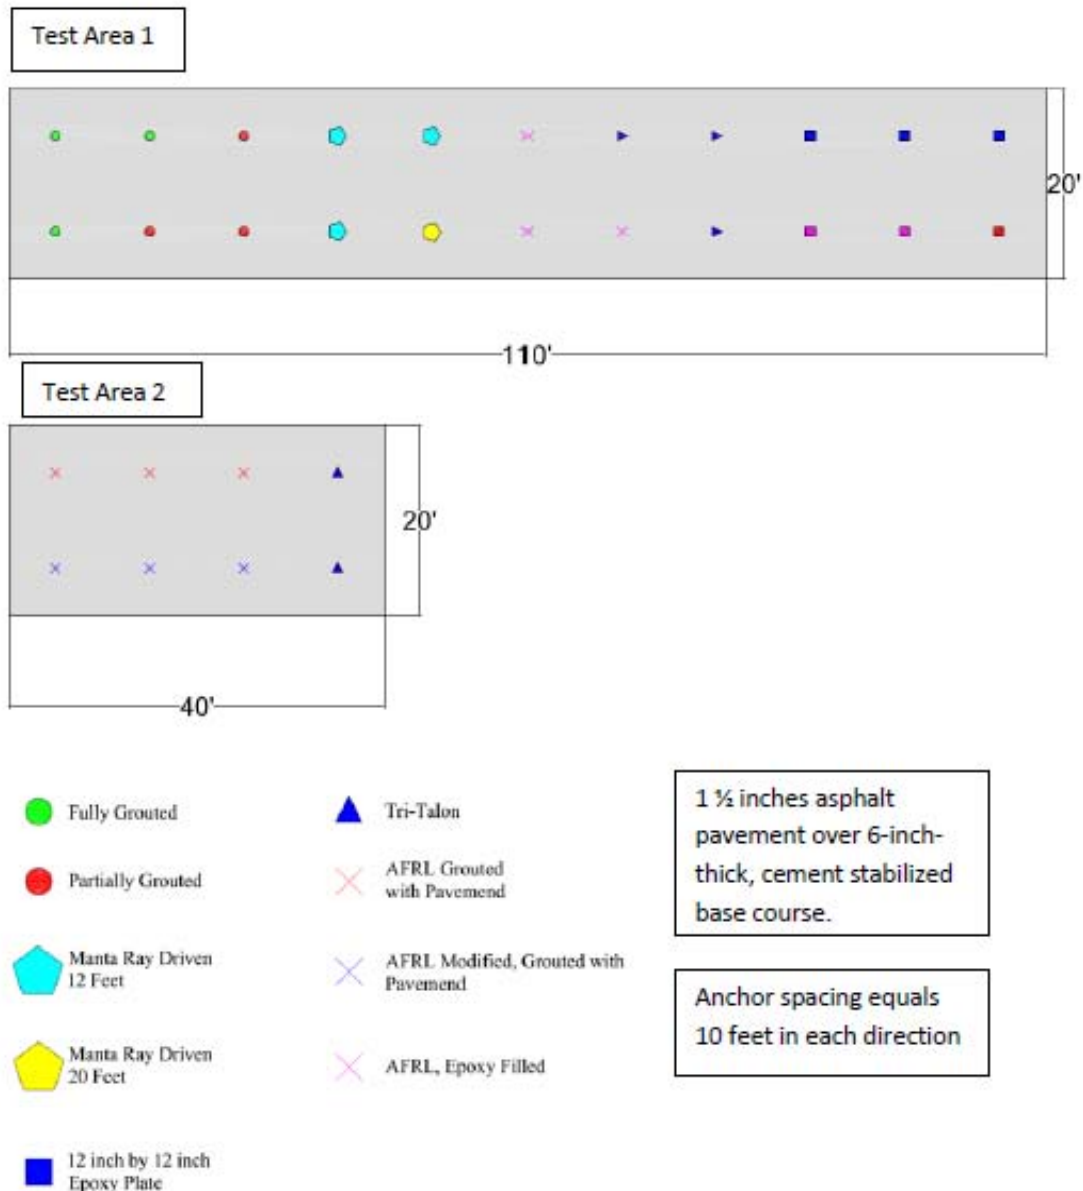 Test Area 1
20'
110'
Test Area 2
20'
40'
Fully Grouted
Partially Grouted
Manta Ray Driven
12 Feet
Manta Ray Driven
20 Feet
12 inch by 12 inch
Epoxy Plate
Tri-Talon
AFRL Grouted
with Pavemend
AFRL Modified, Grouted with
Pavemend
AFRL, Epoxy Filled
1 ½ inches asphalt
pavement over 6-inch-
thick, cement stabilized
base course.
Anchor spacing equals
10 feet in each direction